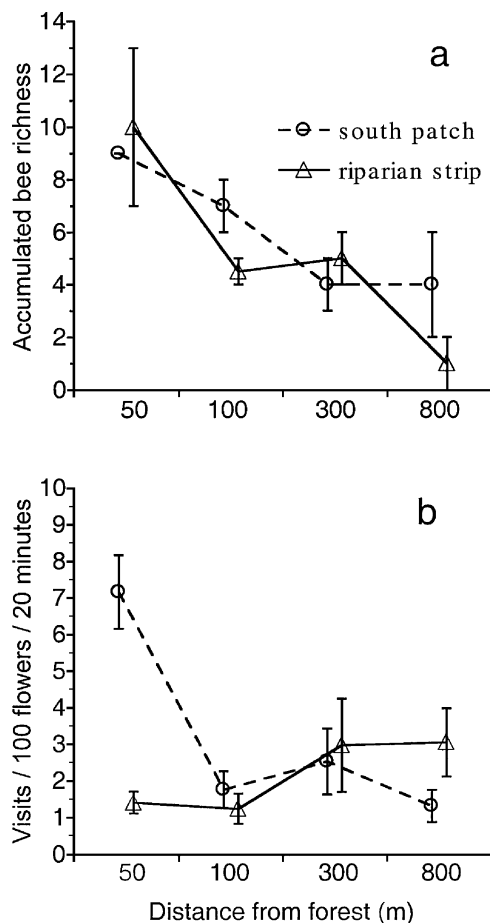 14
a
12
south patch
10
riparian strip
8
6
4
2
0
Accumulated bee richness
50 100 300 800
10
b
9
8
7
6
5
4
3
2
1
0
Visits / 100 flowers / 20 minutes
50 100 300 800
Distance from forest (m)